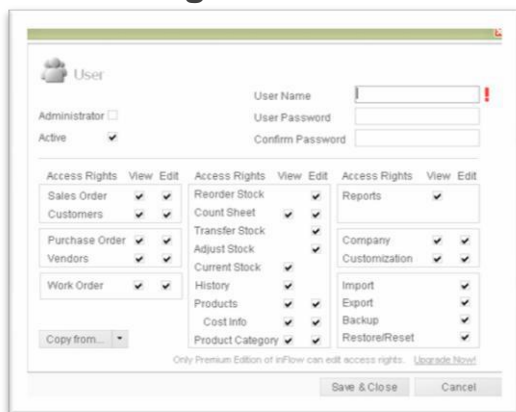 User
User Name
Administrator
User Password
Active
Confirm Password
Access Rights View Edit
Sales Order
Customers
Purchase Order
Vendors
Work Order
Copy from...
Access Rights View Edit
Reorder Stock
Count Sheet
Transfer Stock
Adjust Stock
Current Stock
History
Products
Cost Info
Product Category
Access Rights View Edit
Reports
Company
Customization
Import
Export
Backup
Restore/Reset
Only Premium Edition of inFlow can edit access rights. Upgrade Now!
Save & Close Cancel